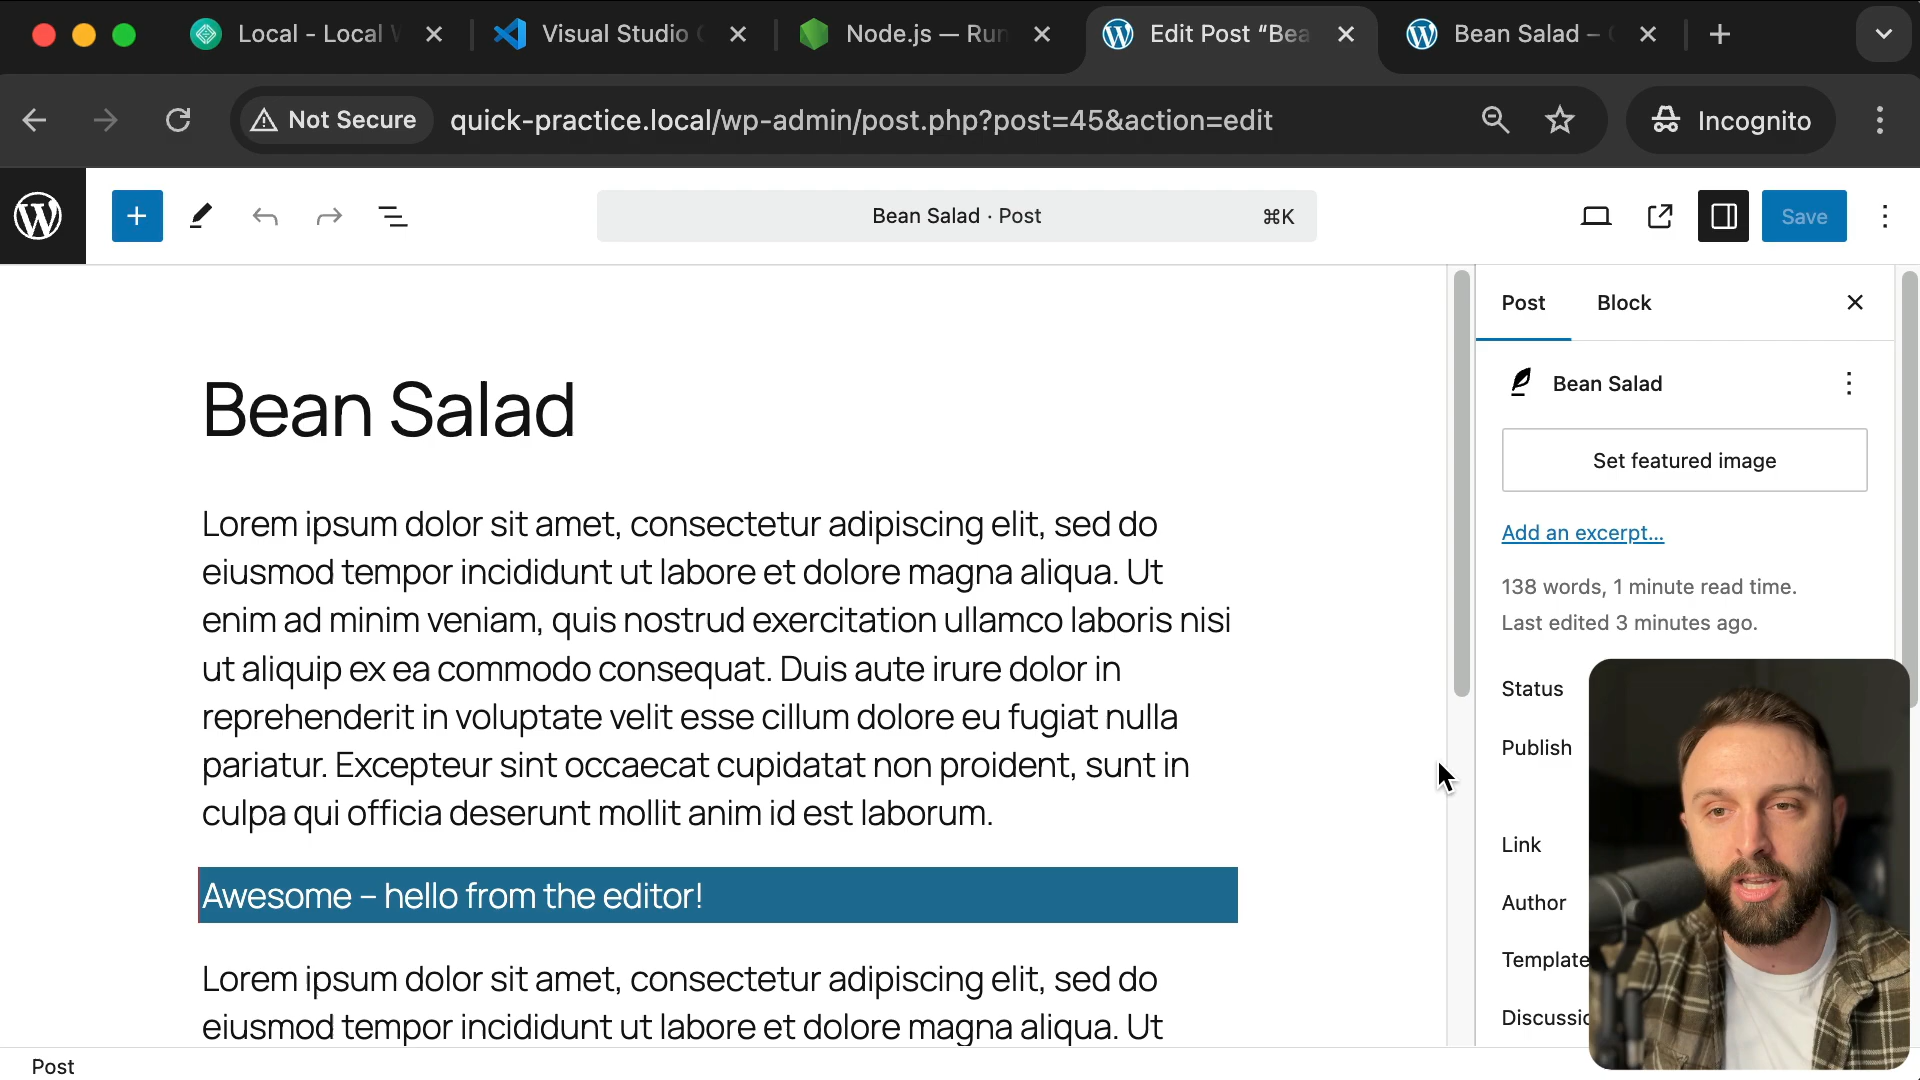 Local - Local
Visual Studio
Node.js — Run
Edit Post “Bea
Bean Salad –
Not Secure
quick-practice.local/wp-admin/post.php?post=45&action=edit
Incognito
Bean Salad · Post
⌘K
Save
Post
Block
Bean Salad
Set featured image
Add an excerpt...
138 words, 1 minute read time.
Last edited 3 minutes ago.
Status
Publish
Link
Author
Template
Bean Salad
Lorem ipsum dolor sit amet, consectetur adipiscing elit, sed do
eiusmod tempor incididunt ut labore et dolore magna aliqua. Ut
enim ad minim veniam, quis nostrud exercitation ullamco laboris nisi
ut aliquip ex ea commodo consequat. Duis aute irure dolor in
reprehenderit in voluptate velit esse cillum dolore eu fugiat nulla
pariatur. Excepteur sint occaecat cupidatat non proident, sunt in
culpa qui officia deserunt mollit anim id est laborum.
Awesome – hello from the editor!
Lorem ipsum dolor sit amet, consectetur adipiscing elit, sed do
eiusmod tempor incididunt ut labore et dolore magna aliqua. Ut
Post